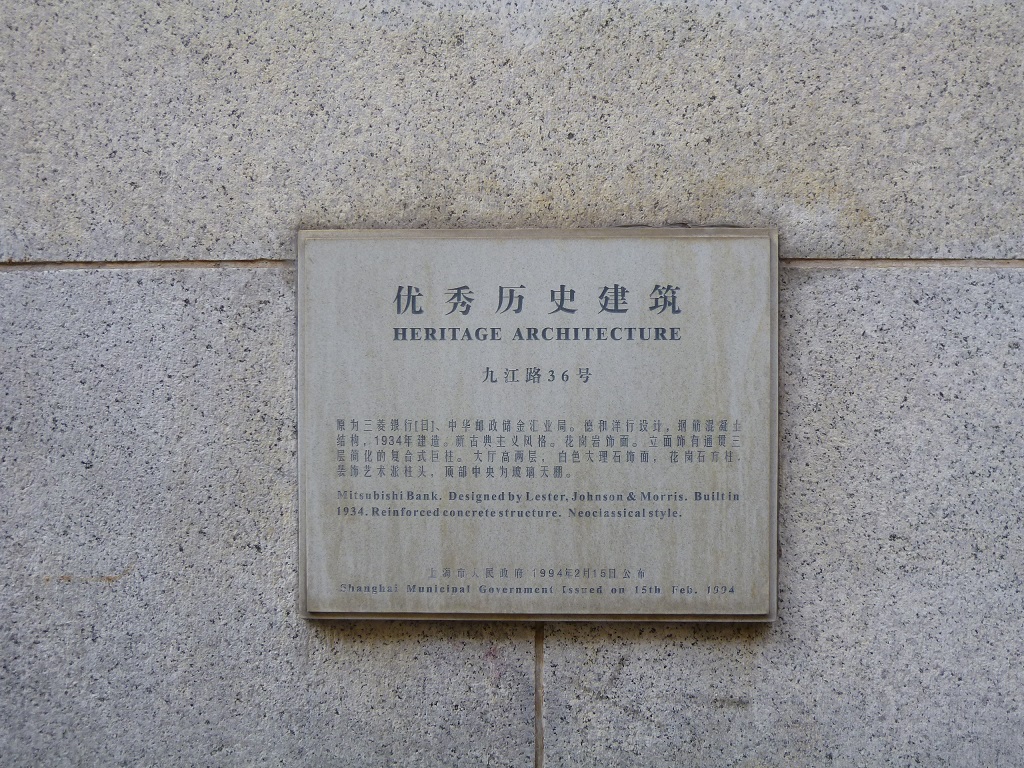 优秀历史建筑
HERITAGE ARCHITECTURE
九江路36号
原为三菱银行[日]、中华邮政储金汇业局。德和洋行设计，钢筋混凝土
结构，1934年建造。新古典主义风格。花岗岩饰面。立面饰有通贯三
层简化的复合式巨柱。大厅高两层，白色大理石饰面，花岗石方柱，
装饰艺术派柱头，顶部中央为玻璃天棚。
Mitsubishi Bank. Designed by Lester, Johnson & Morris. Built in
1934. Reinforced concrete structure. Neoclassical style.
上海市人民政府 1994年2月15日公布
Shanghai Municipal Government Issued on 15th Feb. 1994